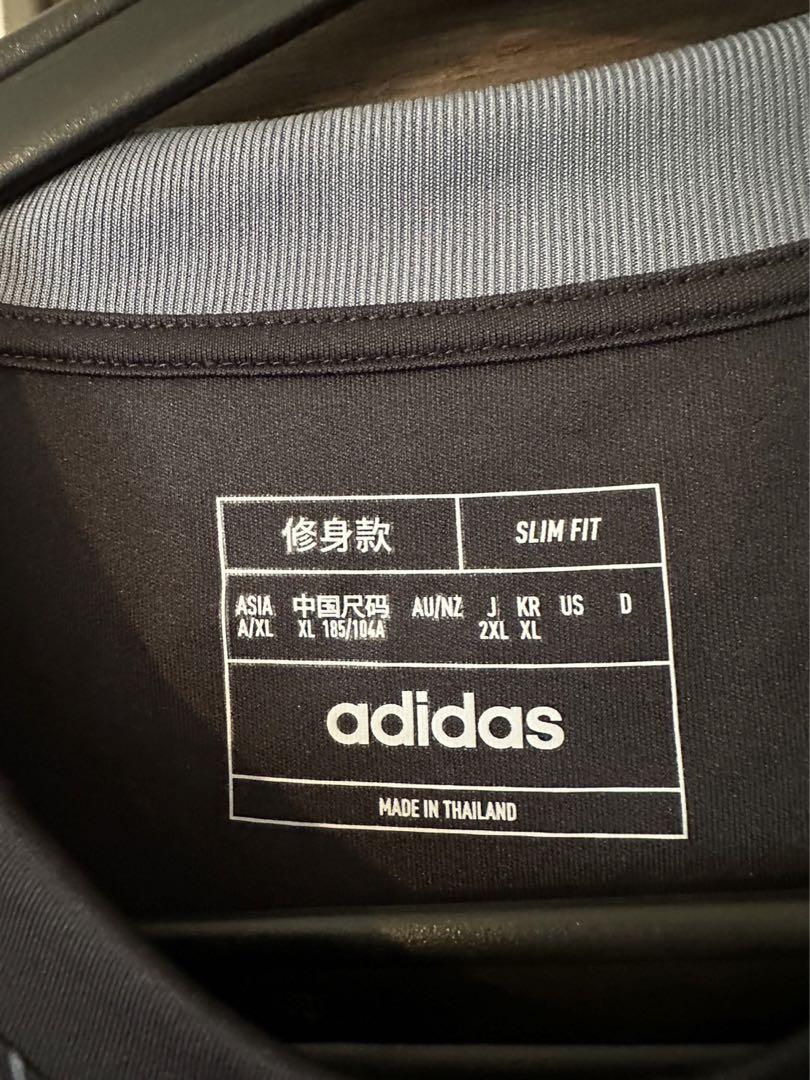 修身款 SLIM FIT
ASIA 中国尺码 AU/NZ J KR US D
A/XL XL 185/104A 2XL XL
adidas
MADE IN THAILAND